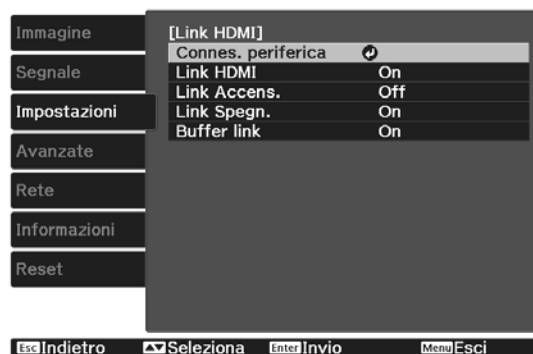 Immagine
Segnale
Impostazioni
Avanzate
Rete
Informazioni
Reset
[Link HDMI]
Connes. periferica
Link HDMI On
Link Accens. Off
Link Spegn. On
Buffer link On
Esc Indietro Seleziona Enter Invio Menu Esci